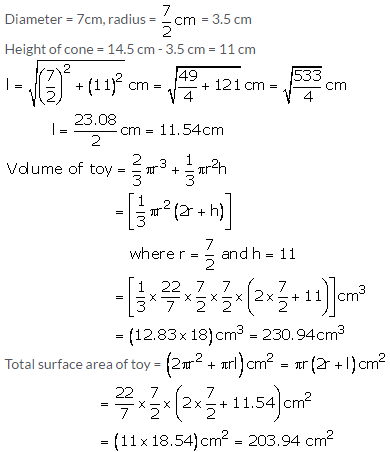 Diameter = 7cm, radius = 7/2 cm = 3.5 cm
Height of cone = 14.5 cm - 3.5 cm = 11 cm
l = √((7/2)² + (11)²) cm = √(49/4 + 121) cm = √(533/4) cm
l = 23.08/2 cm = 11.54cm
Volume of toy = 2/3 πr³ + 1/3 πr²h
= [1/3 πr² (2r + h)]
where r = 7/2 and h = 11
= [1/3 × 22/7 × 7/2 × 7/2 × (2 × 7/2 + 11)] cm³
= (12.83 × 18) cm³ = 230.94cm³
Total surface area of toy = (2πr² + πrl) cm² = πr (2r + l) cm²
= 22/7 × 7/2 × (2 × 7/2 + 11.54) cm²
= (11 × 18.54) cm² = 203.94 cm²